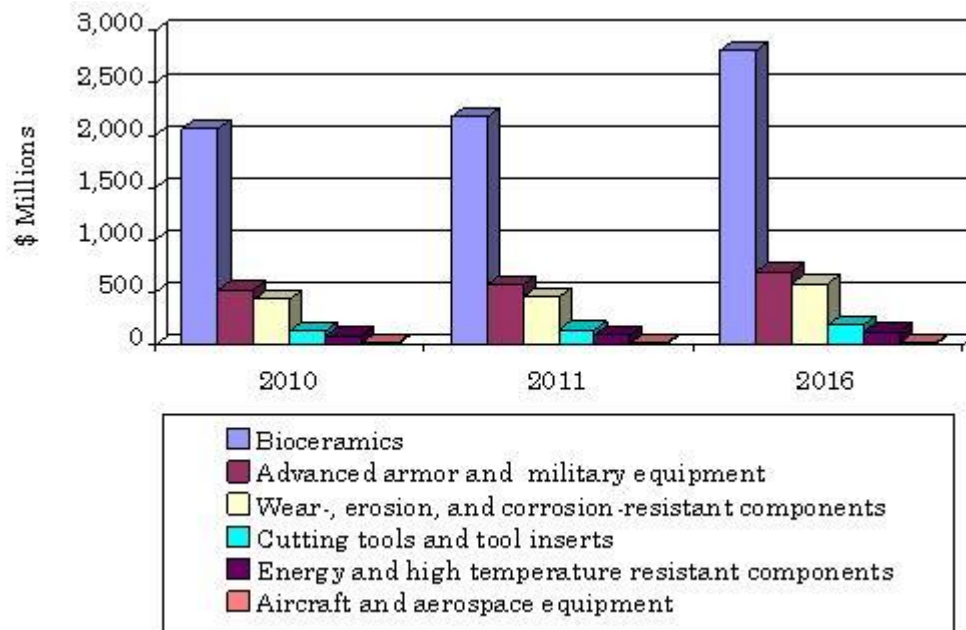 3,000
2,500
2,000
1,500
1,000
500
0
$ Millions
2010 2011 2016
Bioceramics
Advanced armor and military equipment
Wear-, erosion, and corrosion-resistant components
Cutting tools and tool inserts
Energy and high temperature resistant components
Aircraft and aerospace equipment